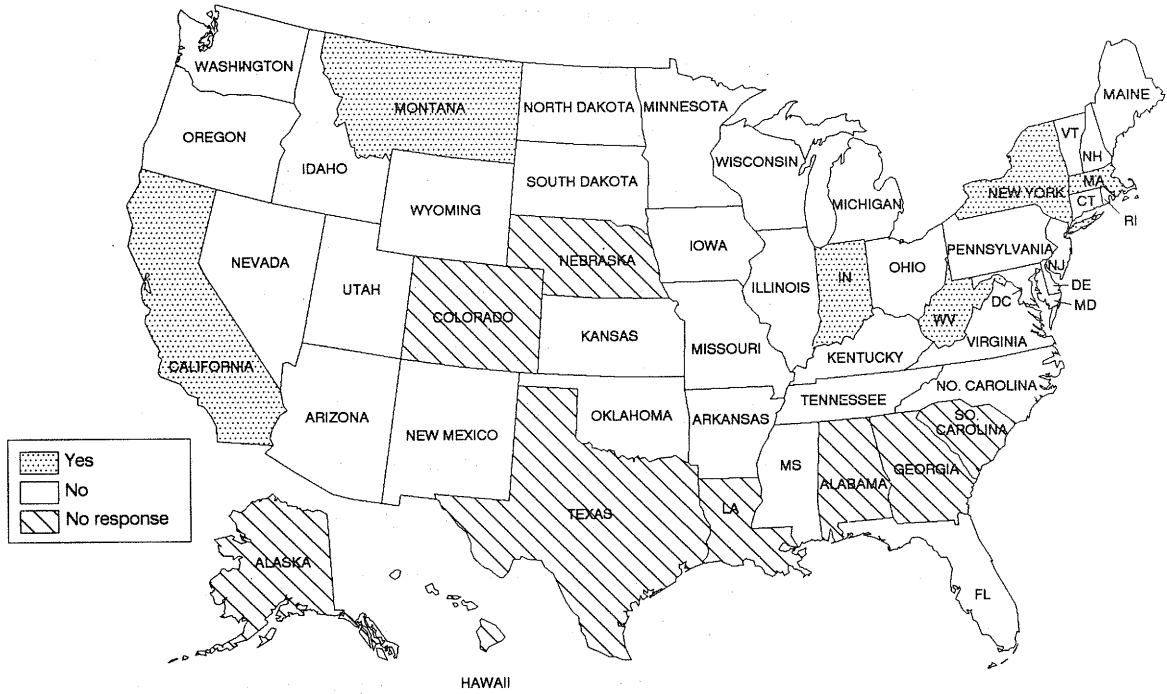 WASHINGTON
MONTANA
NORTH DAKOTA
MINNESOTA
MAINE
OREGON
IDAHO
WISCONSIN
VT
NH
SOUTH DAKOTA
MICHIGAN
NEW YORK
MA
CT
RI
WYOMING
IOWA
PENNSYLVANIA
NEVADA
NEBRASKA
OHIO
NJ
UTAH
ILLINOIS
IN
DE
COLORADO
WV
DC
MD
KANSAS
MISSOURI
KENTUCKY
VIRGINIA
CALIFORNIA
NO. CAROLINA
TENNESSEE
ARIZONA
OKLAHOMA
ARKANSAS
SO.
CAROLINA
NEW MEXICO
MS
GEORGIA
ALABAMA
Yes
No
No response
TEXAS
LA
ALASKA
FL
HAWAII